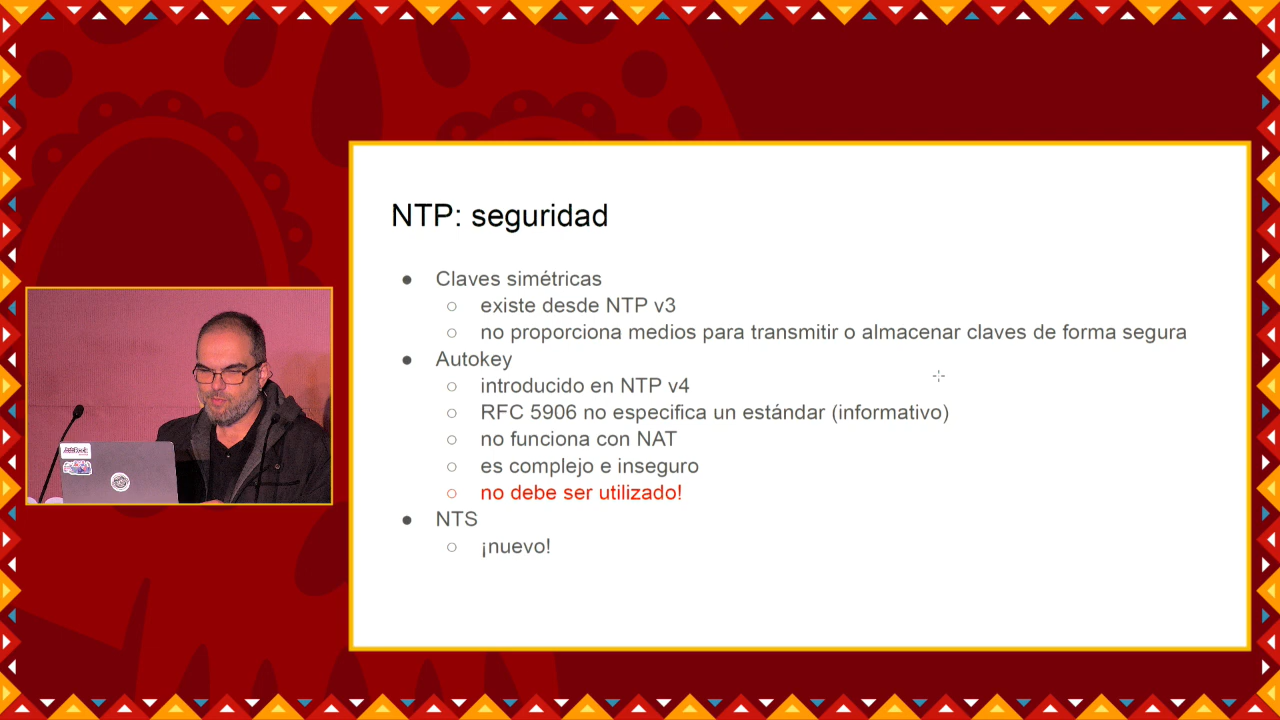 NTP: seguridad
● Claves simétricas
○ existe desde NTP v3
○ no proporciona medios para transmitir o almacenar claves de forma segura
● Autokey
○ introducido en NTP v4
○ RFC 5906 no especifica un estándar (informativo)
○ no funciona con NAT
○ es complejo e inseguro
○ no debe ser utilizado!
● NTS
○ ¡nuevo!